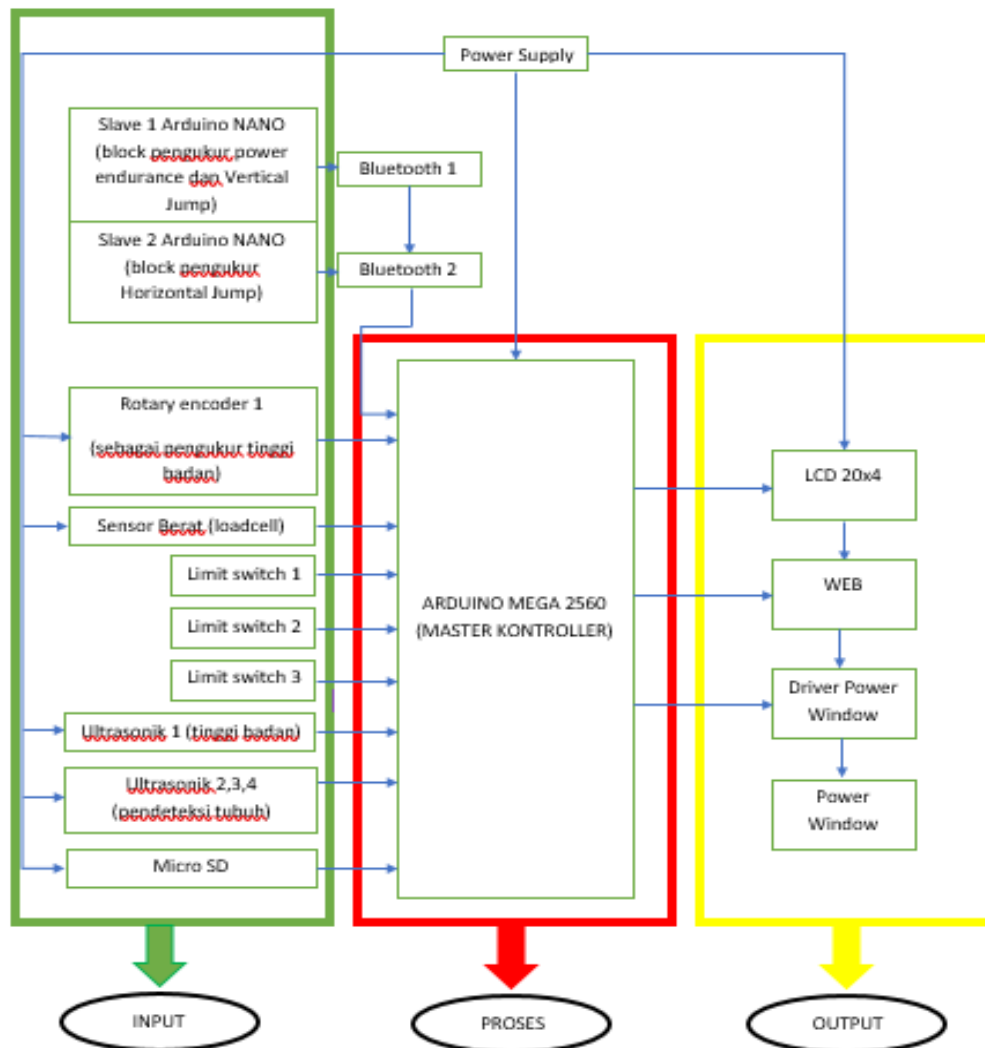 Power Supply
Slave 1 Arduino NANO
(block pengukur power
endurance dan Vertical
Jump)
Bluetooth 1
Slave 2 Arduino NANO
(block pengukur
Horizontal Jump)
Bluetooth 2
Rotary encoder 1
(sebagai pengukur tinggi
badan)
Sensor Berat (loadcell)
Limit switch 1
Limit switch 2
Limit switch 3
Ultrasonik 1 (tinggi badan)
Ultrasonik 2,3,4
(pendeteksi tubuh)
Micro SD
ARDUINO MEGA 2560
(MASTER KONTROLLER)
LCD 20x4
WEB
Driver Power
Window
Power
Window
INPUT
PROSES
OUTPUT